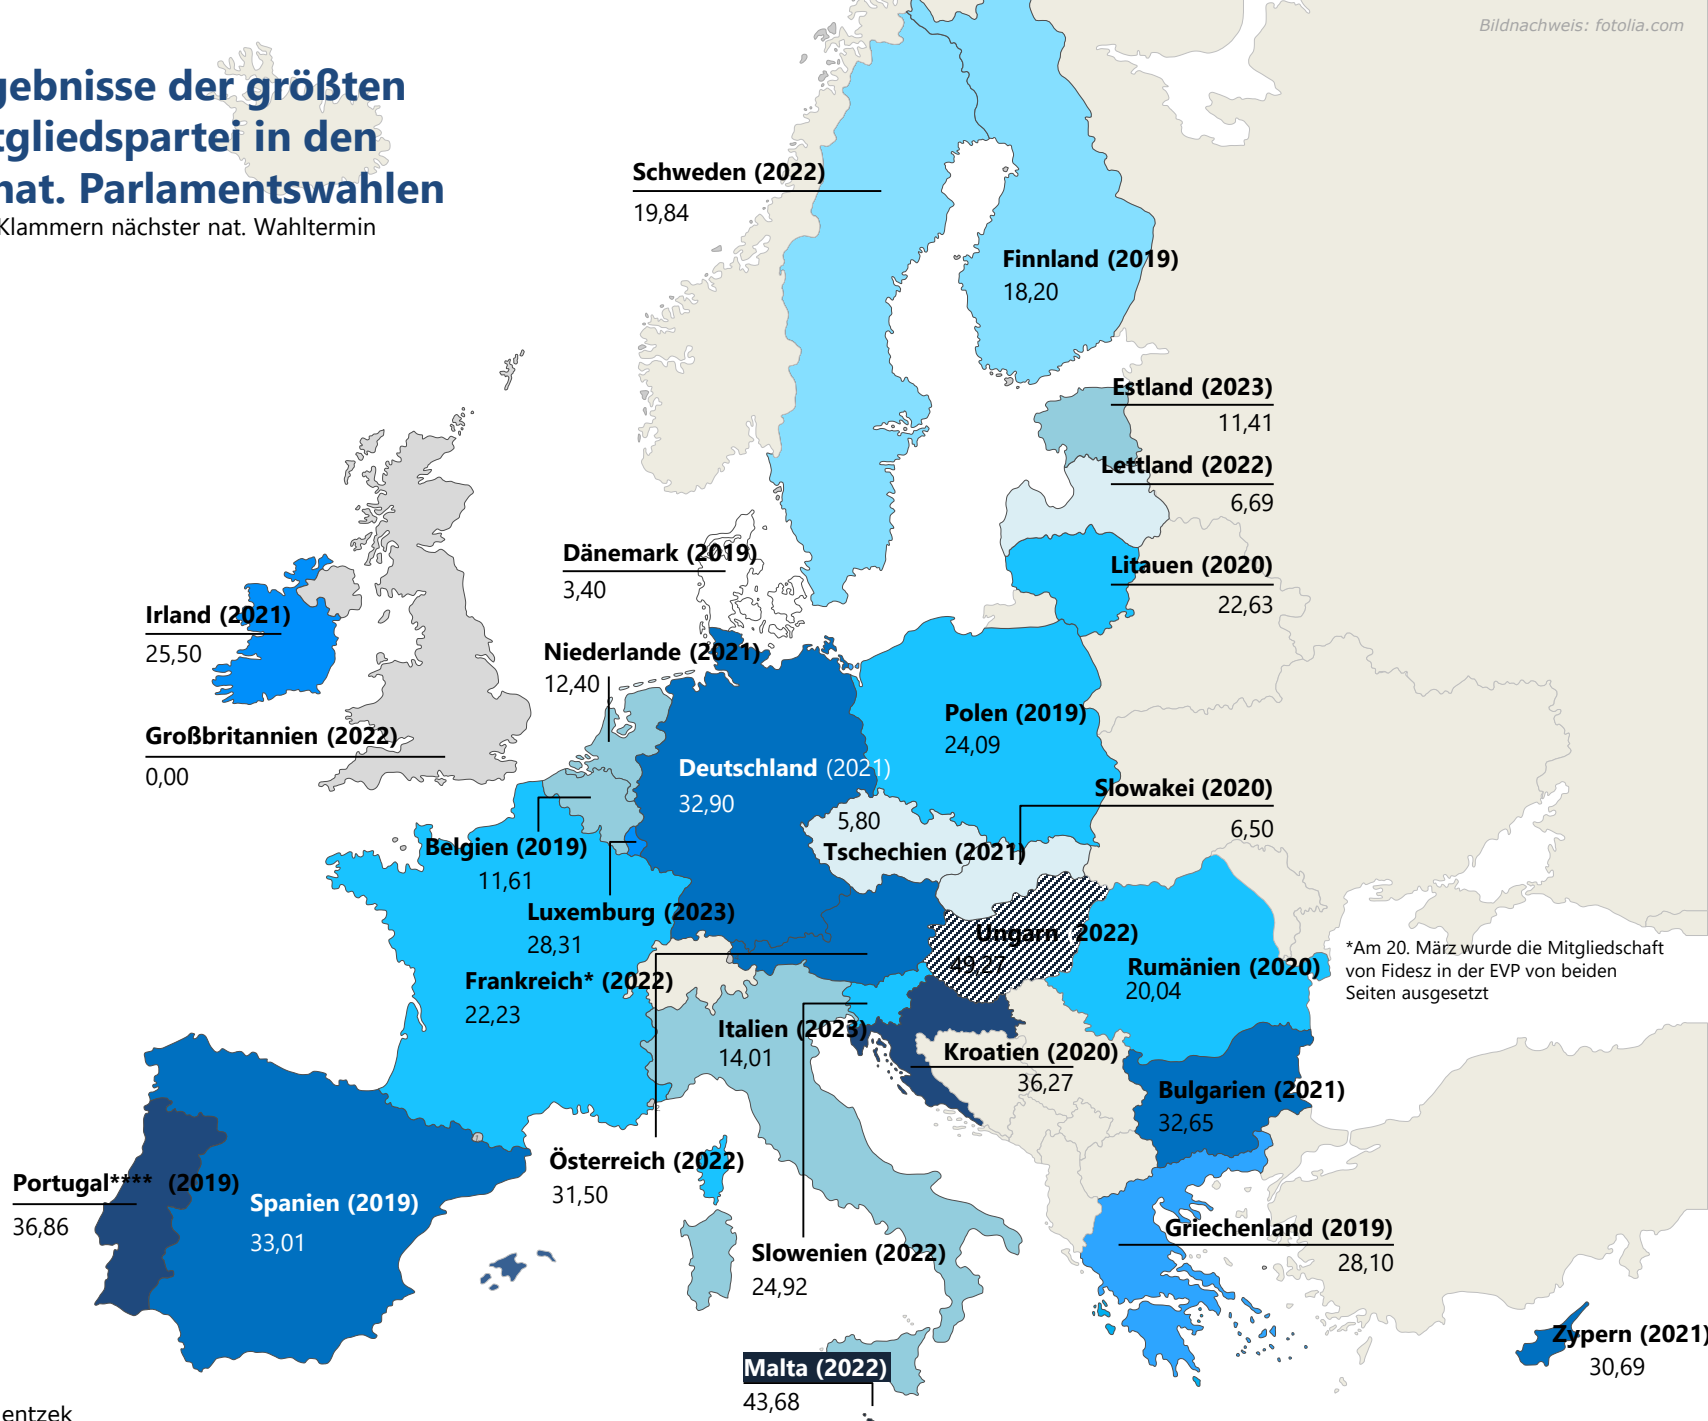 Bildnachweis: fotolia.com
gebnisse der größten
tgliedspartei in den
nat. Parlamentswahlen
Klammern nächster nat. Wahltermin
Schweden (2022)
19,84
Finnland (2019)
18,20
Estland (2023)
11,41
Lettland (2022)
6,69
Dänemark (2019)
3,40
Litauen (2020)
22,63
Irland (2021)
25,50
Niederlande (2021)
12,40
Großbritannien (2022)
0,00
Polen (2019)
24,09
Deutschland (2021)
32,90
Slowakei (2020)
6,50
5,80
Tschechien (2021)
Belgien (2019)
11,61
Luxemburg (2023)
28,31
Ungarn (2022)
49,27
Frankreich* (2022)
22,23
Rumänien (2020)
20,04
*Am 20. März wurde die Mitgliedschaft
von Fidesz in der EVP von beiden
Seiten ausgesetzt
Italien (2023)
14,01
Kroatien (2020)
36,27
Bulgarien (2021)
32,65
Österreich (2022)
31,50
Portugal**** (2019)
36,86
Spanien (2019)
33,01
Slowenien (2022)
24,92
Griechenland (2019)
28,10
Zypern (2021)
30,69
Malta (2022)
43,68
entzek